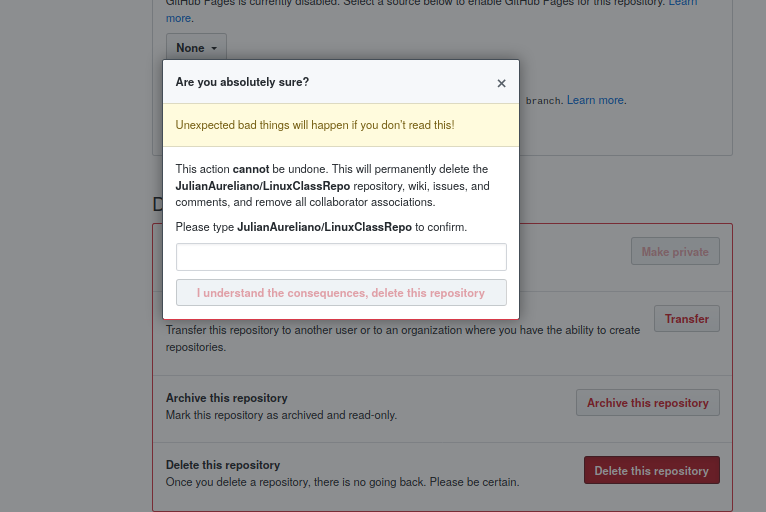 GitHub Pages is currently disabled. Select a source below to enable GitHub Pages for this repository. Learn
more.
None
Are you absolutely sure? ×
branch. Learn more.
Unexpected bad things will happen if you don't read this!
This action cannot be undone. This will permanently delete the
JulianAureliano/LinuxClassRepo repository, wiki, issues, and
comments, and remove all collaborator associations.
Please type JulianAureliano/LinuxClassRepo to confirm.
Make private
I understand the consequences, delete this repository
Transfer
Transfer this repository to another user or to an organization where you have the ability to create
repositories.
Archive this repository
Mark this repository as archived and read-only.
Archive this repository
Delete this repository
Once you delete a repository, there is no going back. Please be certain.
Delete this repository